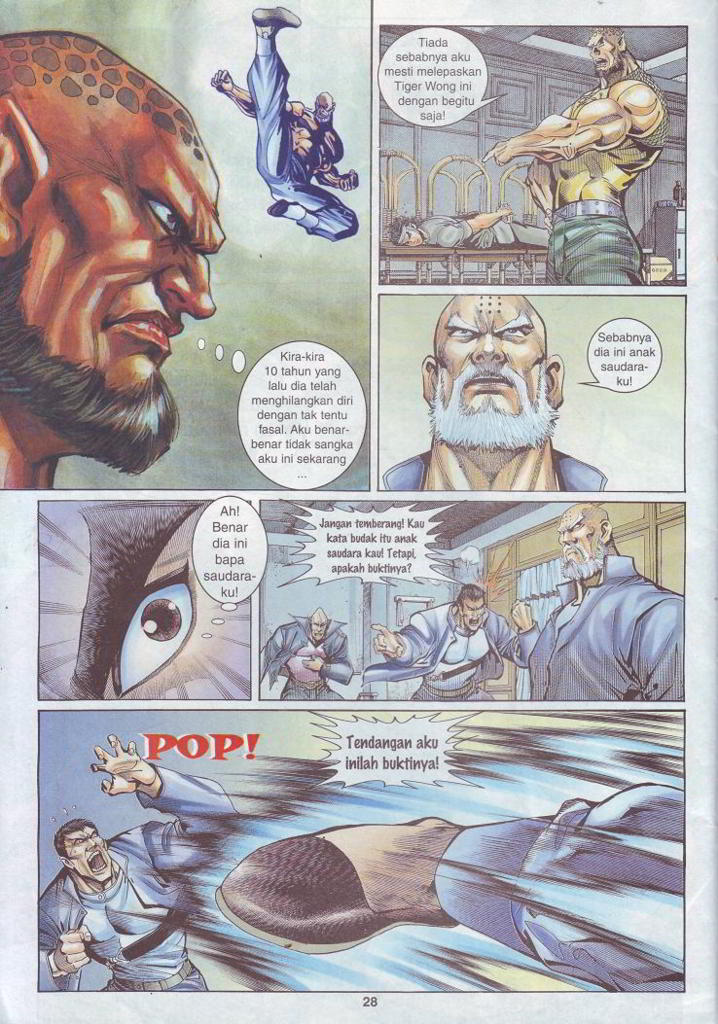 Kira-kira
10 tahun yang
lalu dia telah
menghilangkan diri
dengan tak tentu
fasal. Aku benar-
benar tidak sangka
aku ini sekarang
...
Tiada
sebabnya aku
mesti melepaskan
Tiger Wong ini
dengan begitu
saja!
Sebabnya
dia ini anak
saudara-
ku!
Ah!
Benar
dia ini
bapa
saudara-
ku!
Jangan temberang! Kau
kata budak itu anak
saudara kau! Tetapi,
apakah buktinya?
POP!
Tendangan aku
inilah buktinya!
28